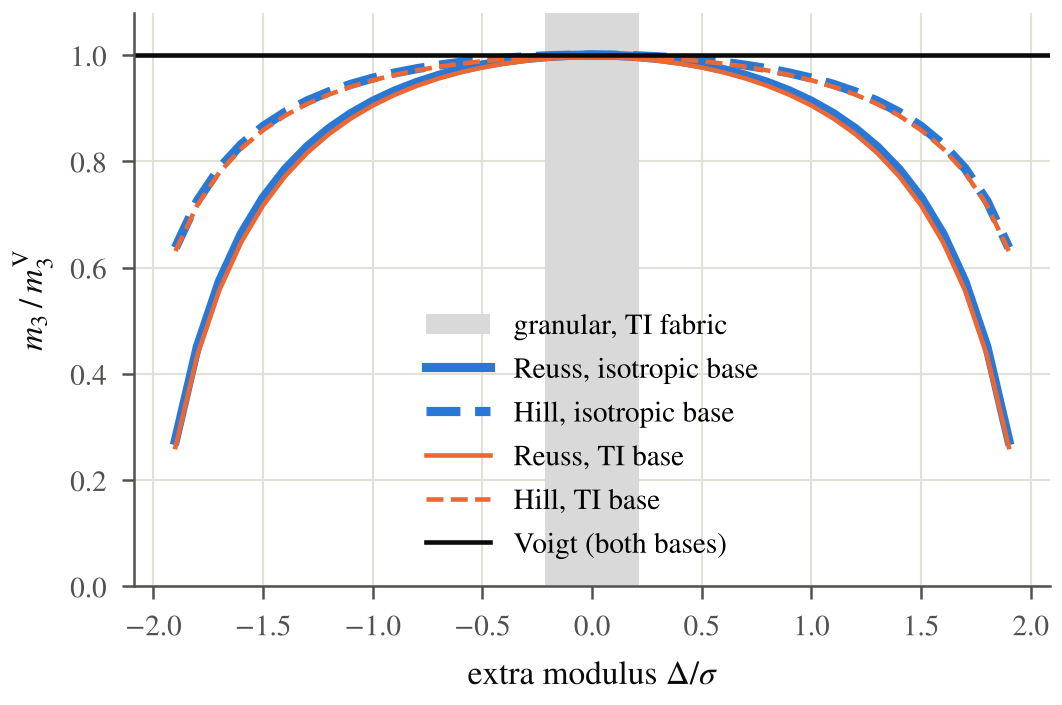 m₃ / m₃ⱽ
1.0
0.8
0.6
0.4
0.2
0.0
granular, TI fabric
Reuss, isotropic base
Hill, isotropic base
Reuss, TI base
Hill, TI base
Voigt (both bases)
−2.0 −1.5 −1.0 −0.5 0.0 0.5 1.0 1.5 2.0
extra modulus Δ/σ